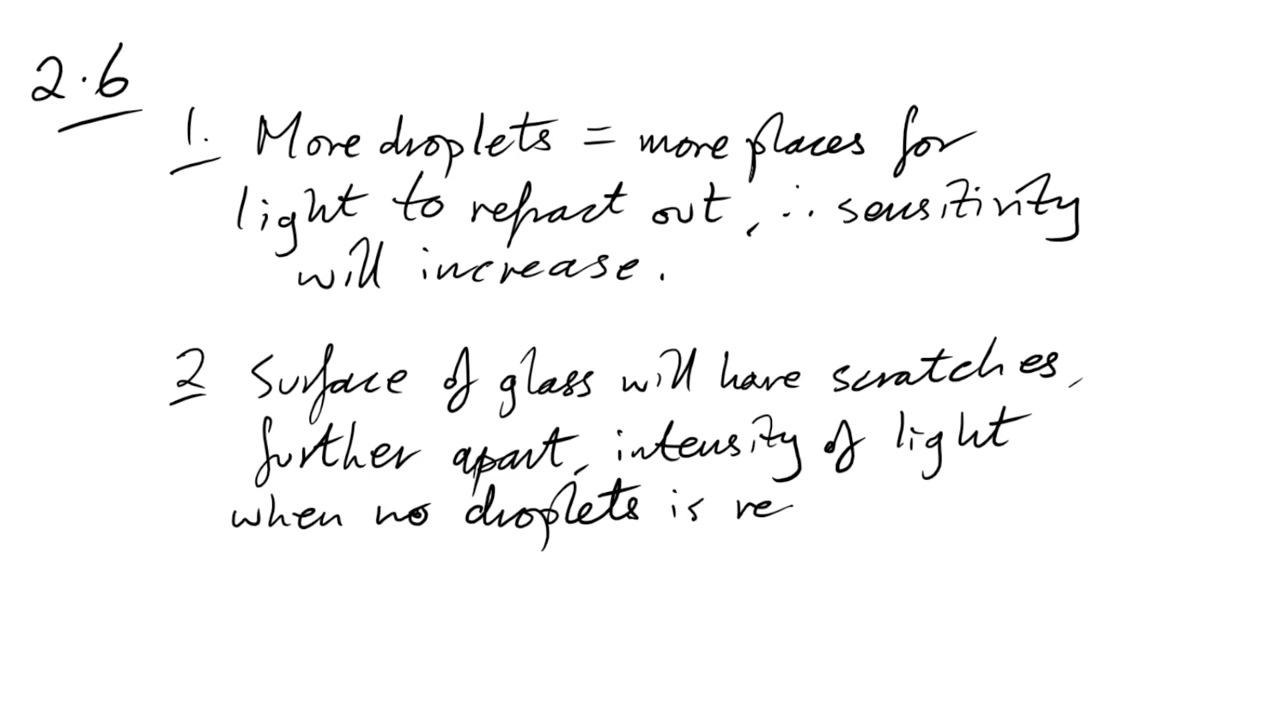 2.6
1. More droplets = more places for
light to refract out, ∴ sensitivity
will increase.
2 Surface of glass will have scratches,
further apart, intensity of light
when no droplets is re